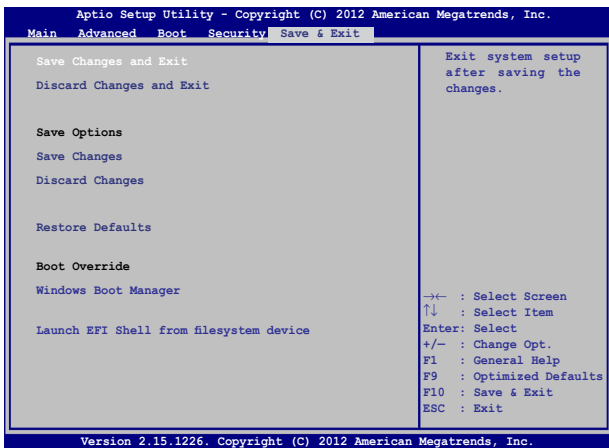 Aptio Setup Utility - Copyright (C) 2012 American Megatrends, Inc.
Main Advanced Boot Security Save & Exit
Save Changes and Exit
Discard Changes and Exit
Save Options
Save Changes
Discard Changes
Restore Defaults
Boot Override
Windows Boot Manager
Launch EFI Shell from filesystem device
Exit system setup
after saving the
changes.
→← : Select Screen
↑↓ : Select Item
Enter: Select
+/— : Change Opt.
F1 : General Help
F9 : Optimized Defaults
F10 : Save & Exit
ESC : Exit
Version 2.15.1226. Copyright (C) 2012 American Megatrends, Inc.